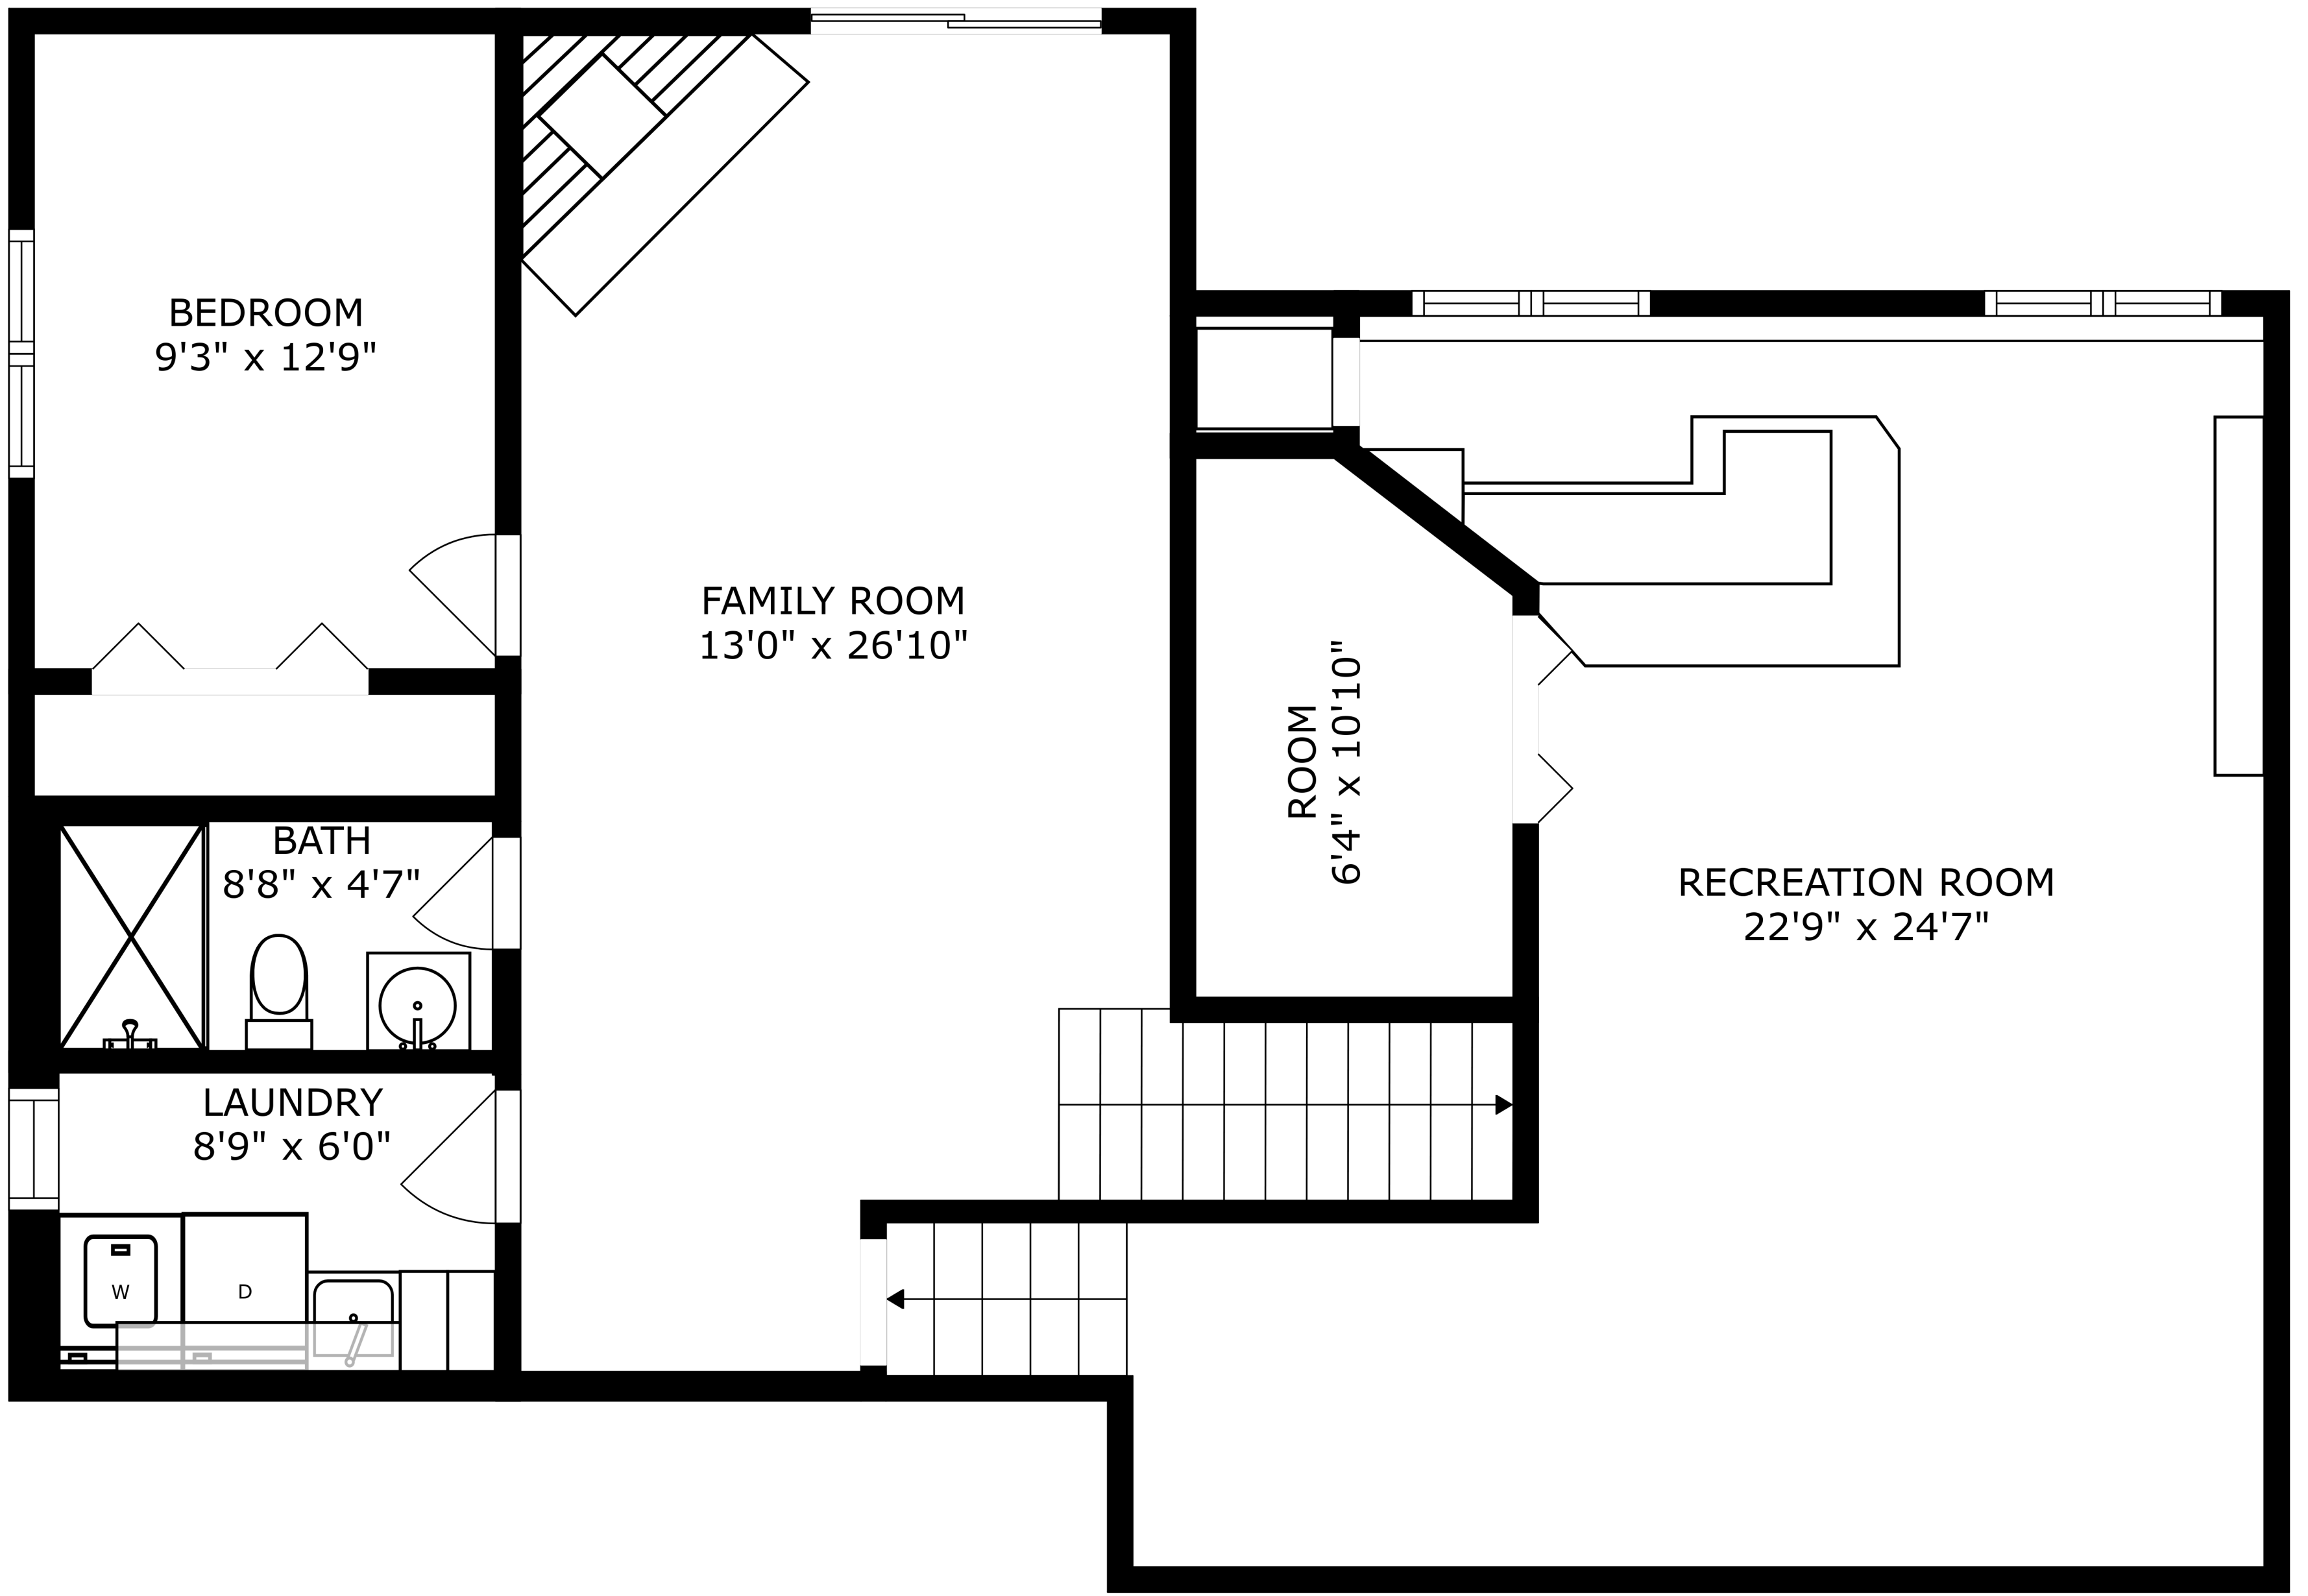 BEDROOM
9'3" x 12'9"
FAMILY ROOM
13'0" x 26'10"
ROOM
6'4" x 10'10"
BATH
8'8" x 4'7"
RECREATION ROOM
22'9" x 24'7"
LAUNDRY
8'9" x 6'0"
W
D